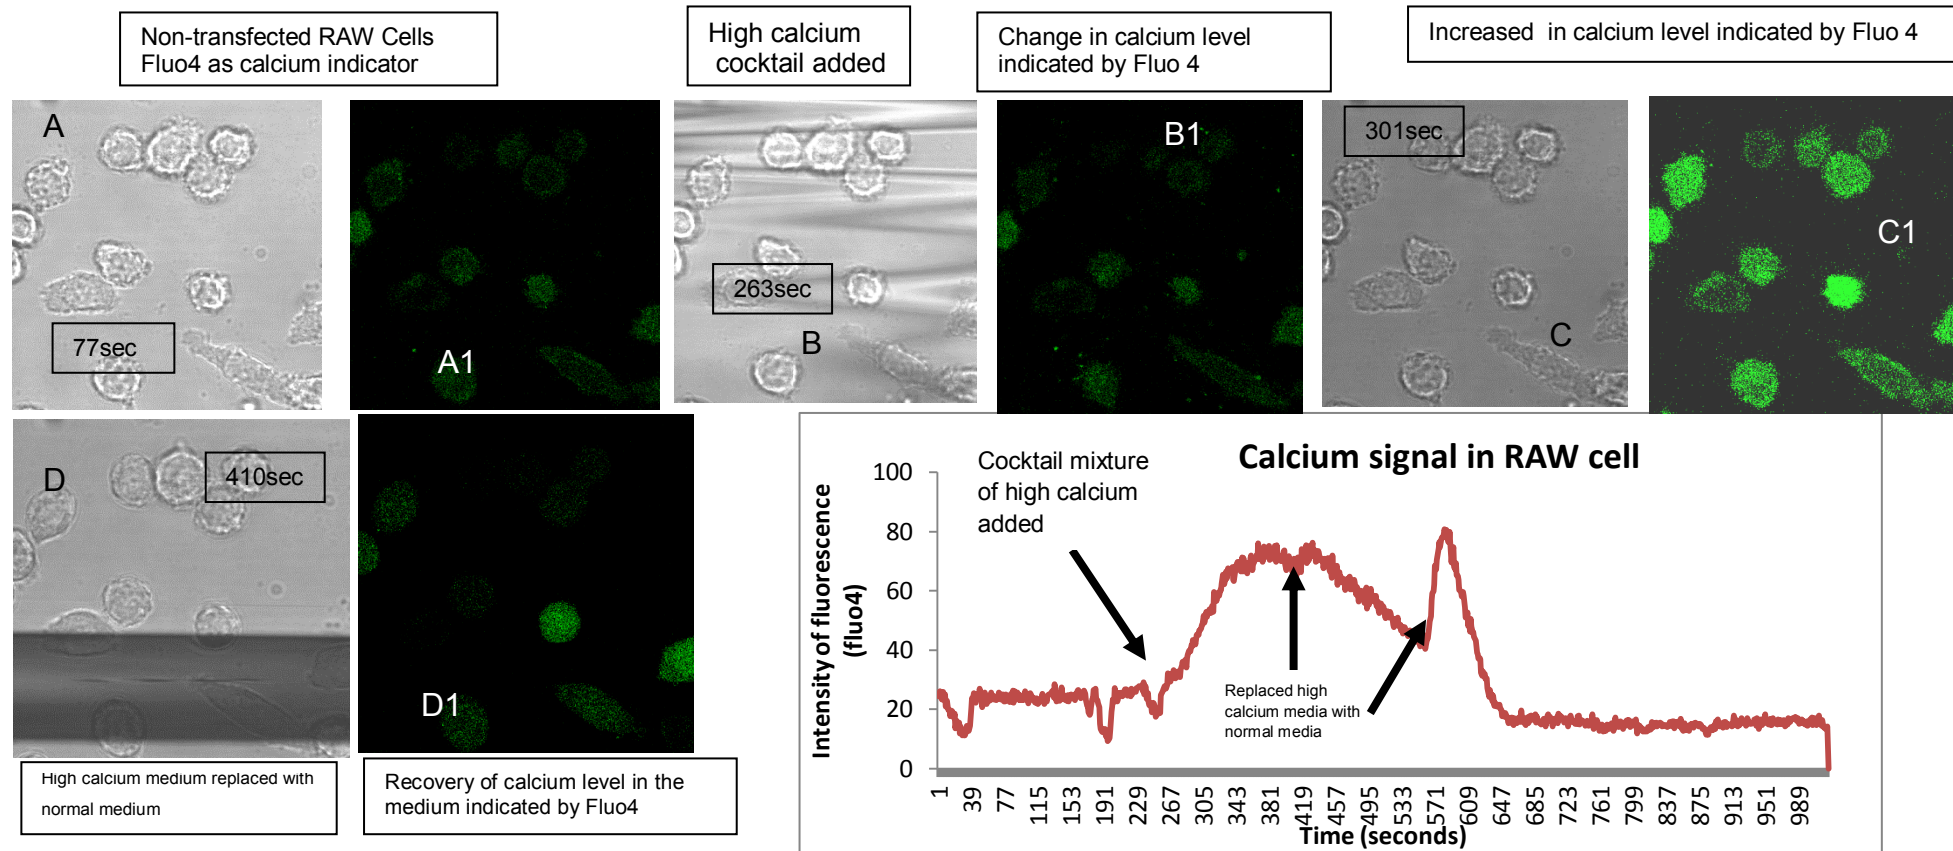 Non-transfected RAW Cells
Fluo4 as calcium indicator
High calcium
cocktail added
Change in calcium level
indicated by Fluo 4
Increased in calcium level indicated by Fluo 4
A
77sec
A1
263sec
B
B1
301sec
C
C1
D
410sec
D1
High calcium medium replaced with
normal medium
Recovery of calcium level in the
medium indicated by Fluo4
Calcium signal in RAW cell
Cocktail mixture
of high calcium
added
Replaced high
calcium media with
normal media
Intensity of fluorescence
(fluo4)
100
80
60
40
20
0
1 39 77 115 153 191 229 267 305 343 381 419 457 495 533 571 609 647 685 723 761 799 837 875 913 951 989
Time (seconds)